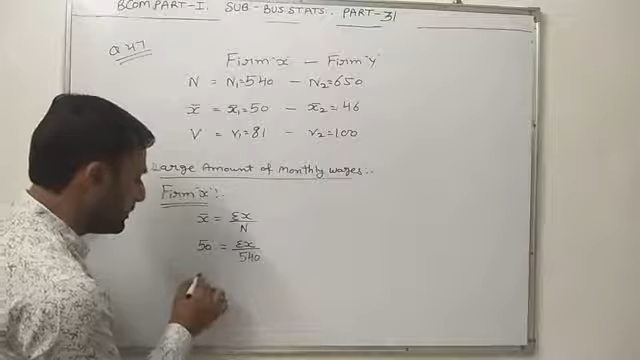 BCOM PART-I. SUB-BUS STATS. PART-31
Q 47
Firm "x" — Firm "y"
N = N₁=540 — N₂=650
x̄ = x̄₁=50 — x̄₂=46
V = v₁=81 — v₂=100
Large Amount of Monthly wages:.
Firm "x":
x̄ = Σx/N
50 = Σx/540